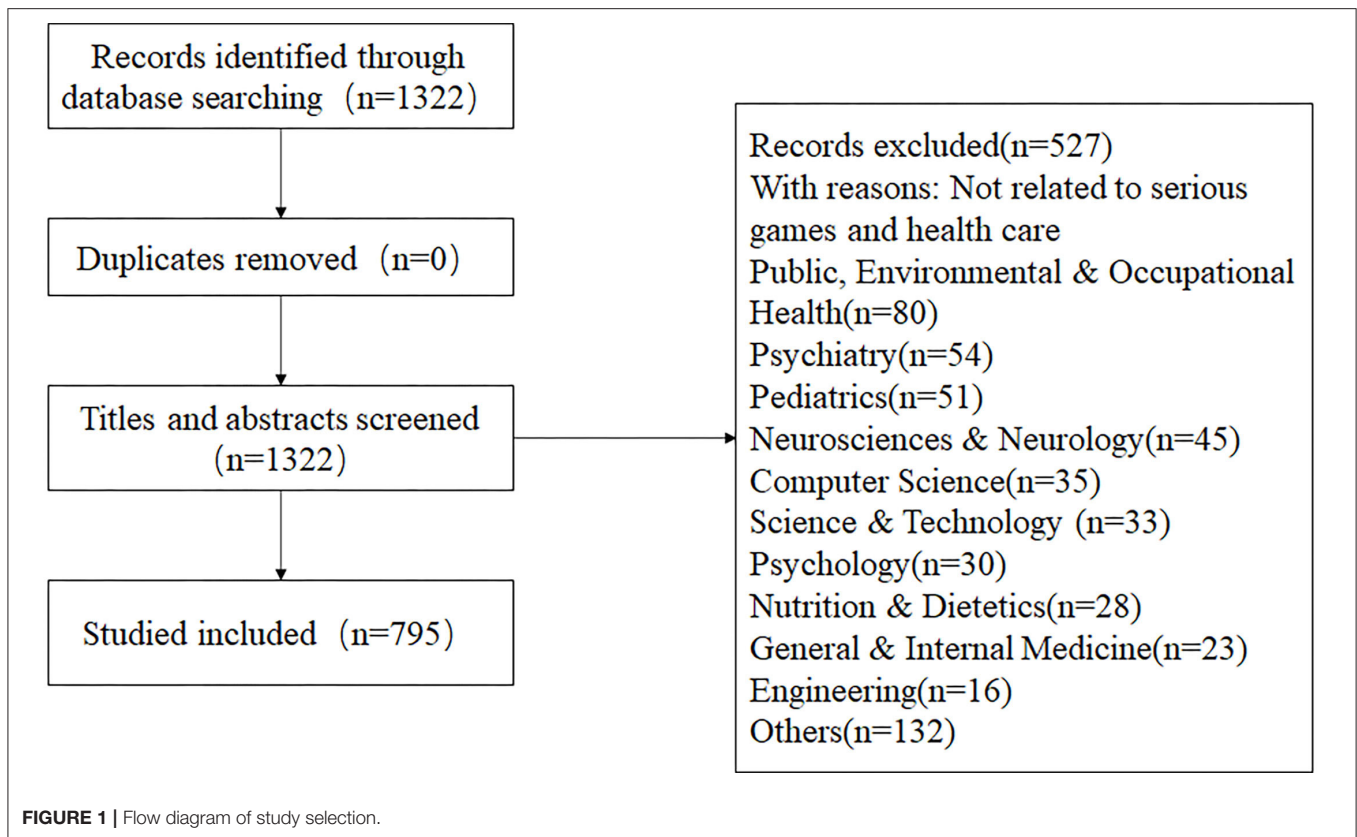 Records identified through
database searching (n=1322)
Duplicates removed (n=0)
Titles and abstracts screened
(n=1322)
Studied included (n=795)
Records excluded(n=527)
With reasons: Not related to serious
games and health care
Public, Environmental & Occupational
Health(n=80)
Psychiatry(n=54)
Pediatrics(n=51)
Neurosciences & Neurology(n=45)
Computer Science(n=35)
Science & Technology (n=33)
Psychology(n=30)
Nutrition & Dietetics(n=28)
General & Internal Medicine(n=23)
Engineering(n=16)
Others(n=132)
FIGURE 1 | Flow diagram of study selection.